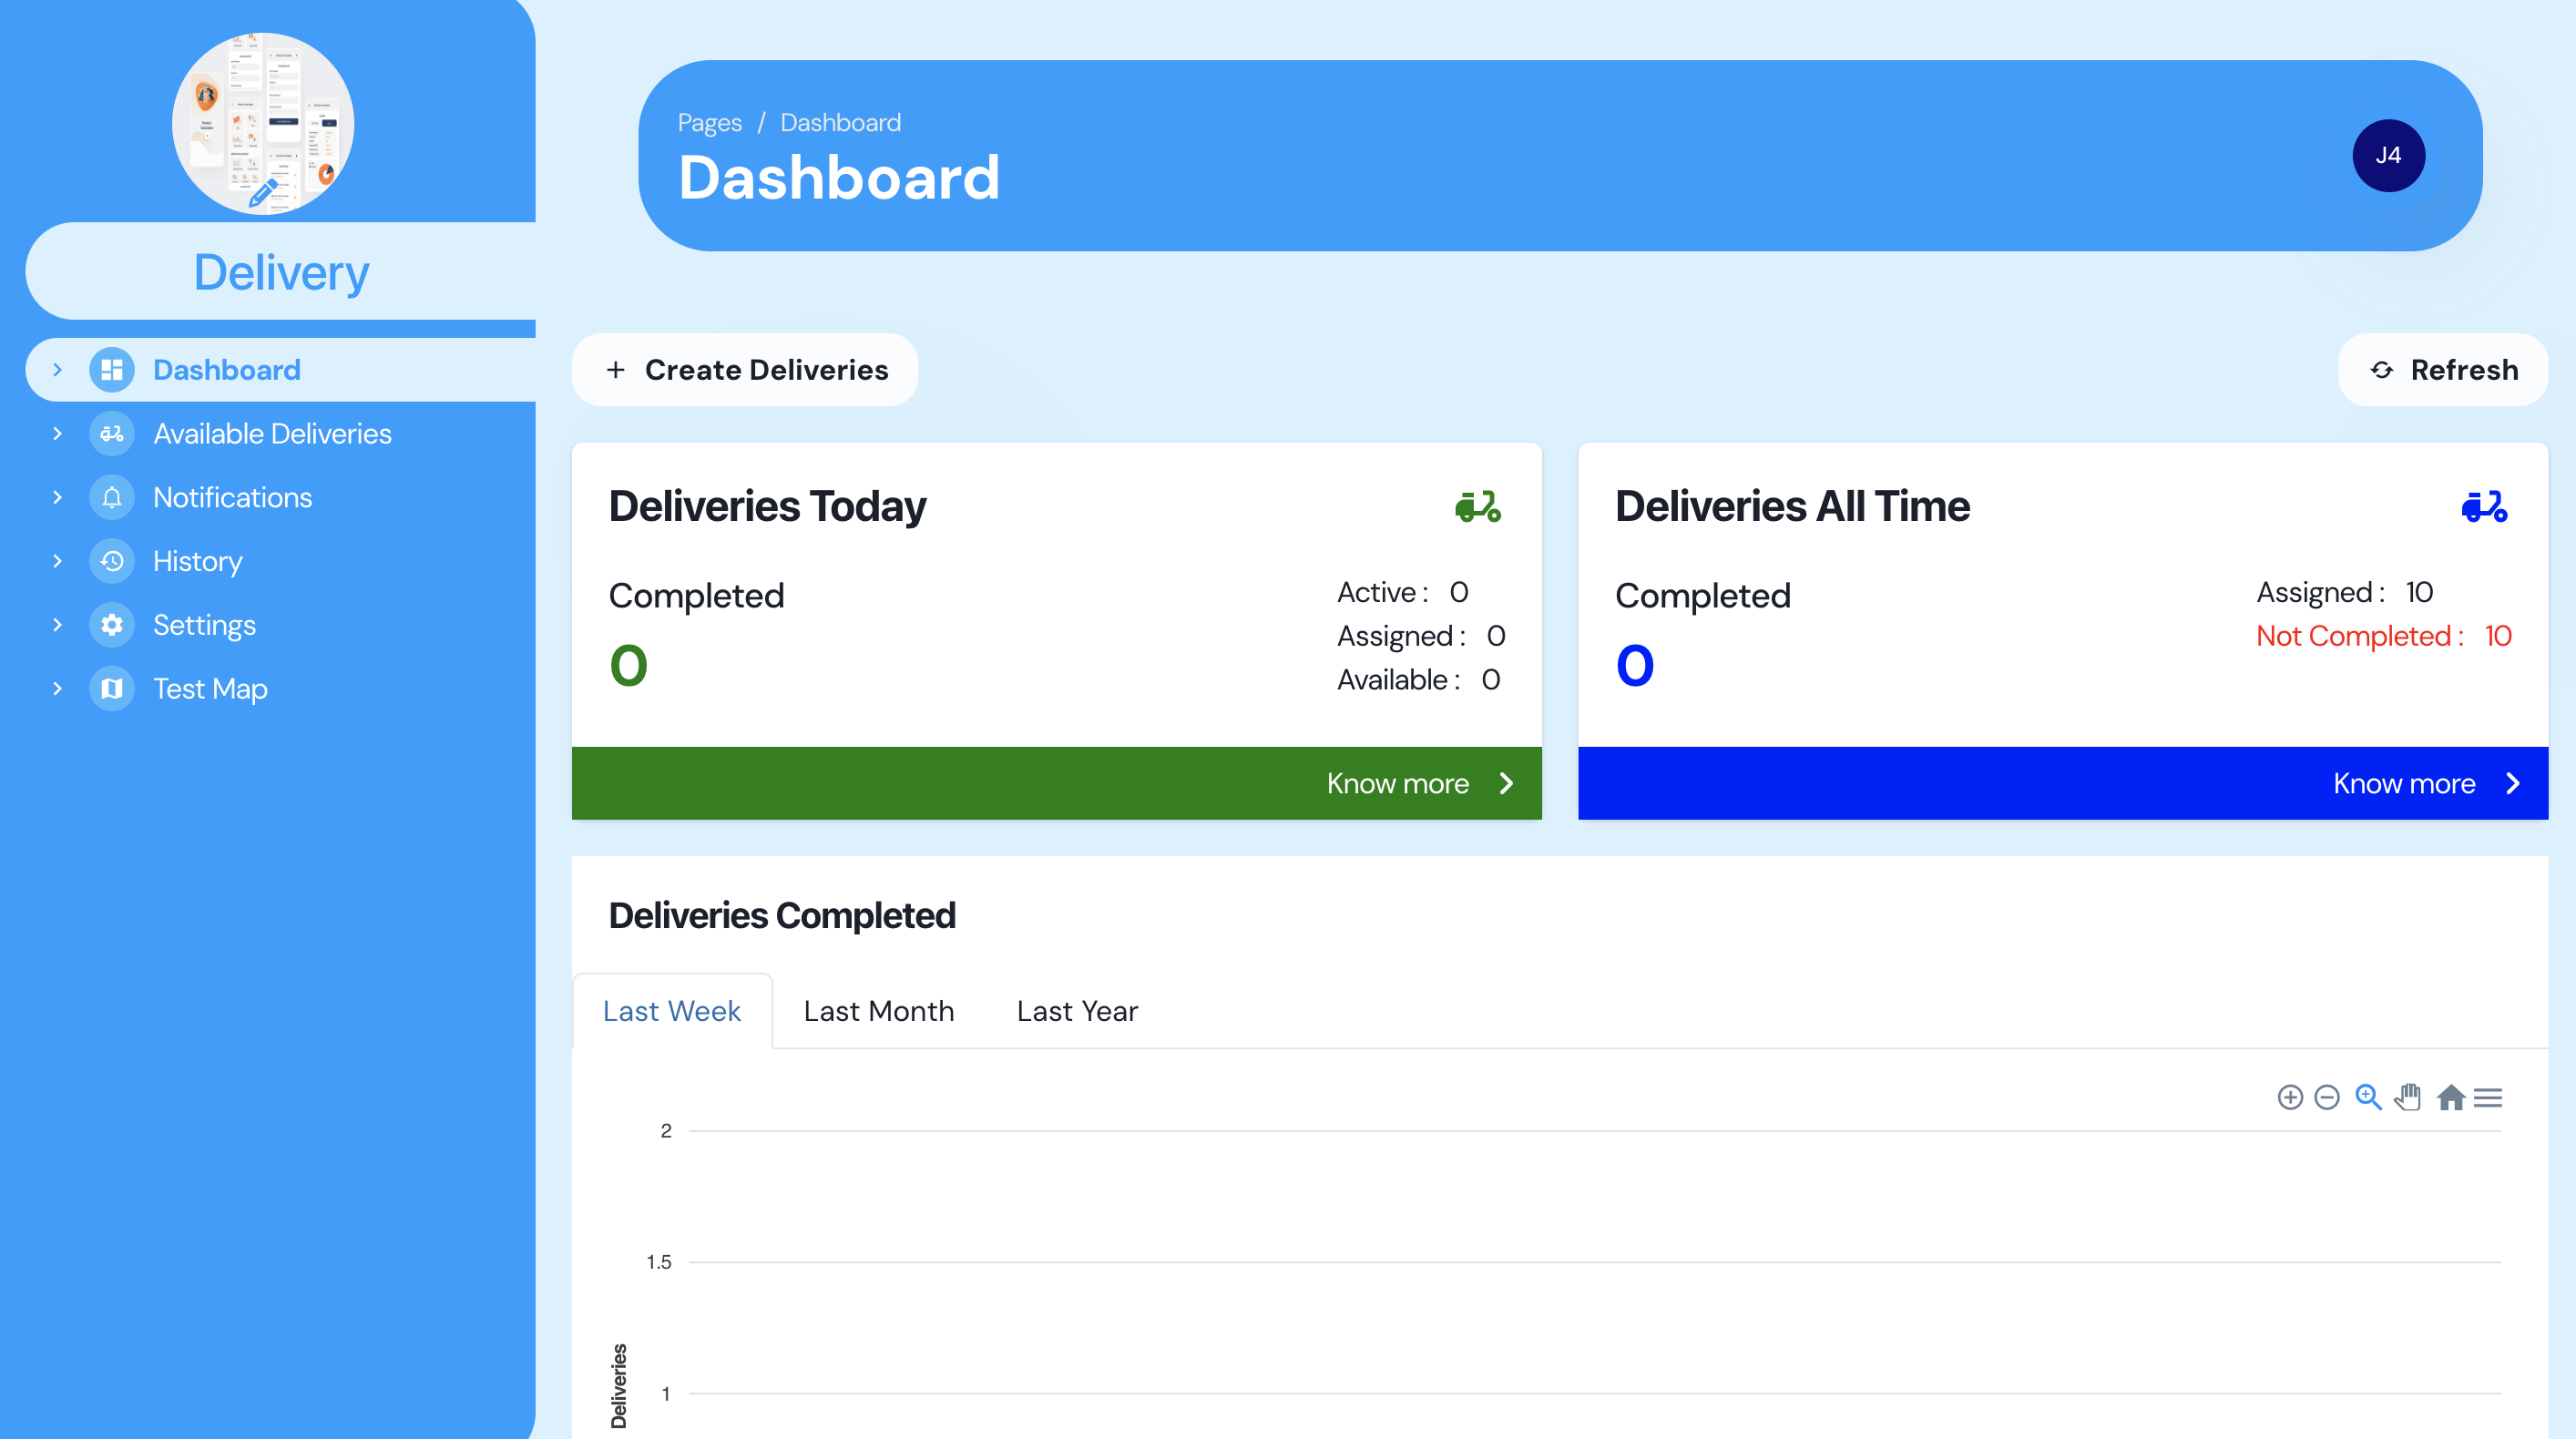 Delivery
Dashboard
Available Deliveries
Notifications
History
Settings
Test Map
Pages / Dashboard
Dashboard
J4
+ Create Deliveries
Refresh
Deliveries Today
Completed
0
Active : 0
Assigned : 0
Available : 0
Know more
Deliveries All Time
Completed
0
Assigned : 10
Not Completed : 10
Know more
Deliveries Completed
Last Week
Last Month
Last Year
2
1.5
1
Deliveries